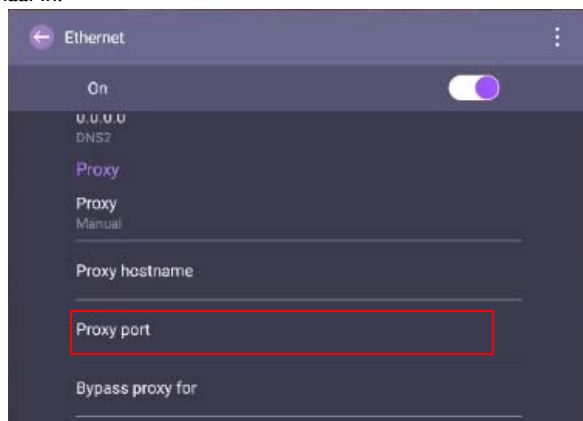 Ethernet
On
0.0.0.0
DNS2
Proxy
Proxy
Manual
Proxy hostname
Proxy port
Bypass proxy for